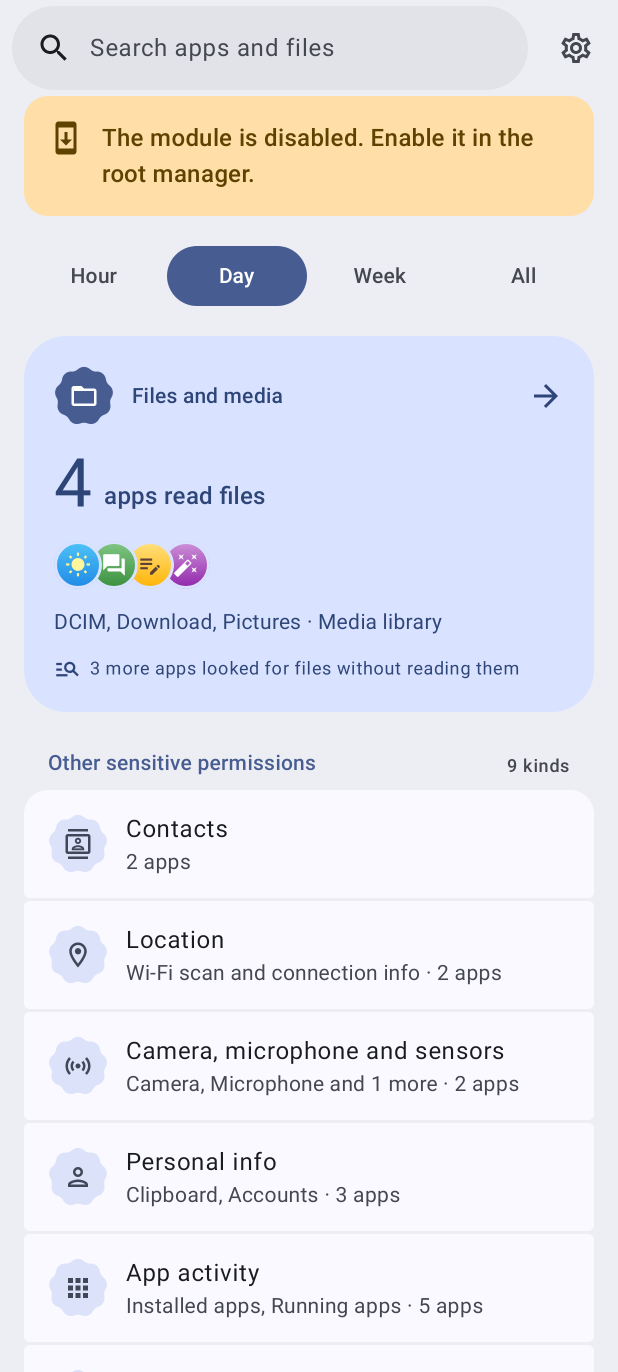 Search apps and files
The module is disabled. Enable it in the
root manager.
Hour
Day
Week
All
Files and media
4 apps read files
DCIM, Download, Pictures · Media library
3 more apps looked for files without reading them
Other sensitive permissions
9 kinds
Contacts
2 apps
Location
Wi-Fi scan and connection info · 2 apps
Camera, microphone and sensors
Camera, Microphone and 1 more · 2 apps
Personal info
Clipboard, Accounts · 3 apps
App activity
Installed apps, Running apps · 5 apps